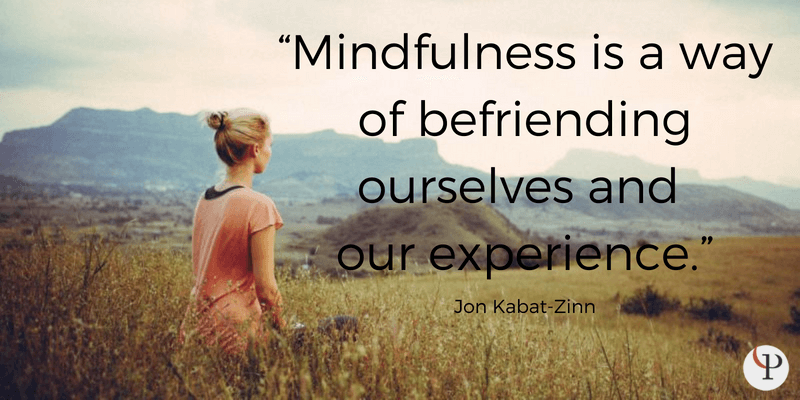 “Mindfulness is a way
of befriending
ourselves and
our experience.”
Jon Kabat-Zinn
P